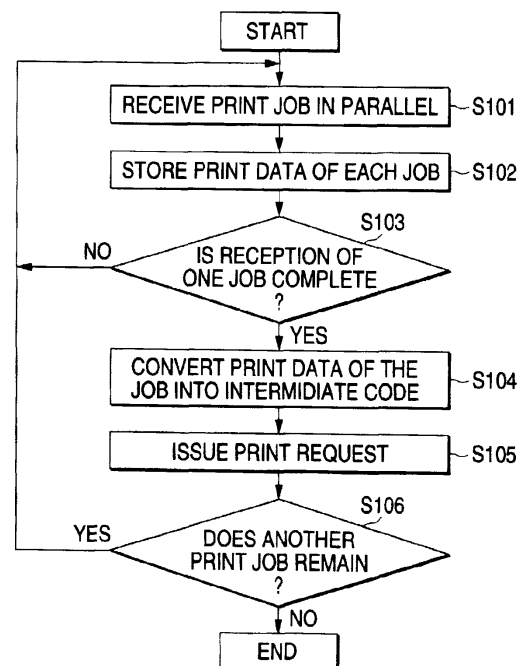 START
RECEIVE PRINT JOB IN PARALLEL
S101
STORE PRINT DATA OF EACH JOB
S102
S103
NO
IS RECEPTION OF
ONE JOB COMPLETE
?
YES
CONVERT PRINT DATA OF THE
JOB INTO INTERMIDIATE CODE
S104
ISSUE PRINT REQUEST
S105
S106
YES
DOES ANOTHER
PRINT JOB REMAIN
?
NO
END